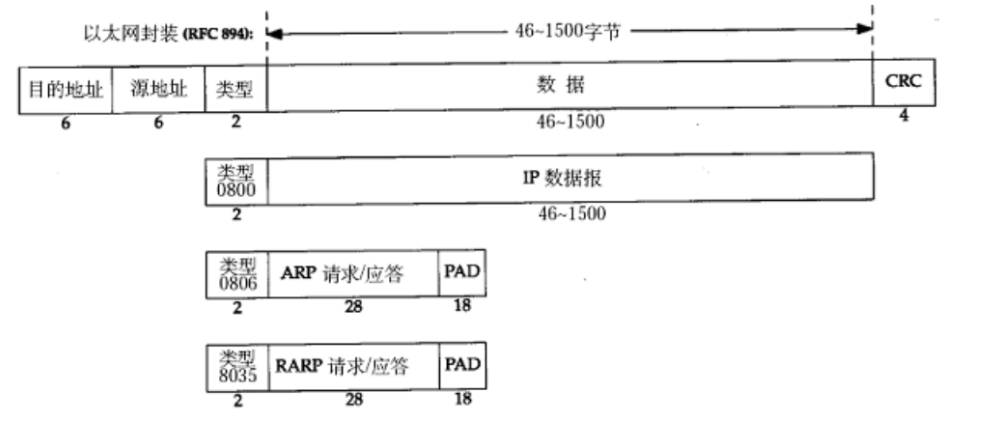 以太网封装 (RFC 894): 46~1500字节
目的地址 源地址 类型 数据 CRC
6 6 2 46~1500 4
类型 IP 数据报
0800
2 46~1500
类型 ARP 请求/应答 PAD
0806
2 28 18
类型 RARP 请求/应答 PAD
8035
2 28 18